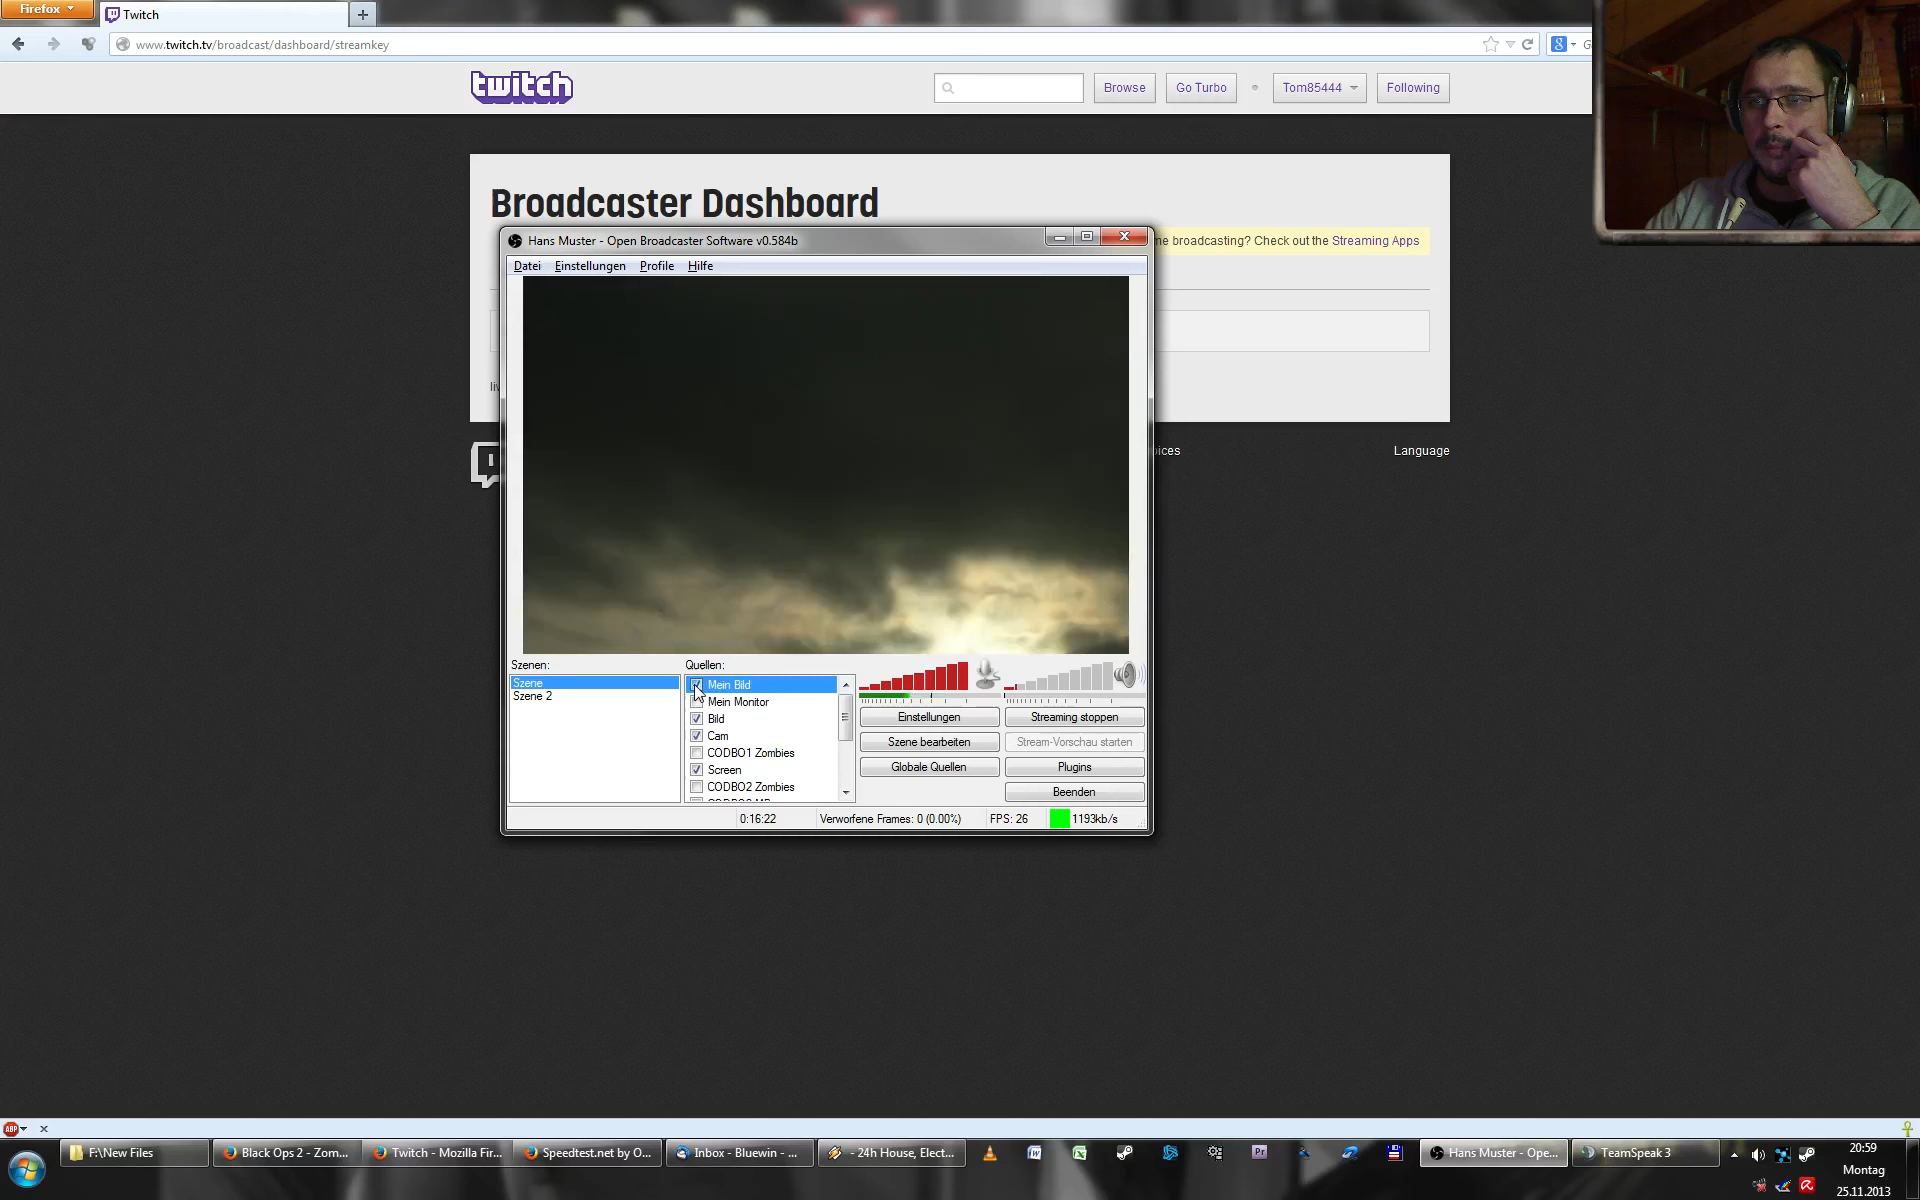 Firefox
Twitch
www.twitch.tv/broadcast/dashboard/streamkey
twitch
Browse
Go Turbo
Tom85444
Following
Broadcaster Dashboard
Hans Muster - Open Broadcaster Software v0.584b
me broadcasting? Check out the Streaming Apps
Datei Einstellungen Profile Hilfe
Language
Szenen:
Quellen:
Szene
Szene 2
Mein Bild
Mein Monitor
Bild
Cam
CODBO1 Zombies
Screen
CODBO2 Zombies
Einstellungen
Streaming stoppen
Szene bearbeiten
Stream-Vorschau starten
Globale Quellen
Plugins
Beenden
0:16:22
Verworfene Frames: 0 (0.00%)
FPS: 26
1193kb/s
ABP
F:\New Files
Black Ops 2 - Zom...
Twitch - Mozilla Fir...
Speedtest.net by O...
Inbox - Bluewin - ...
- 24h House, Elect...
Pr
Hans Muster - Ope...
TeamSpeak 3
20:59
Montag
25.11.2013